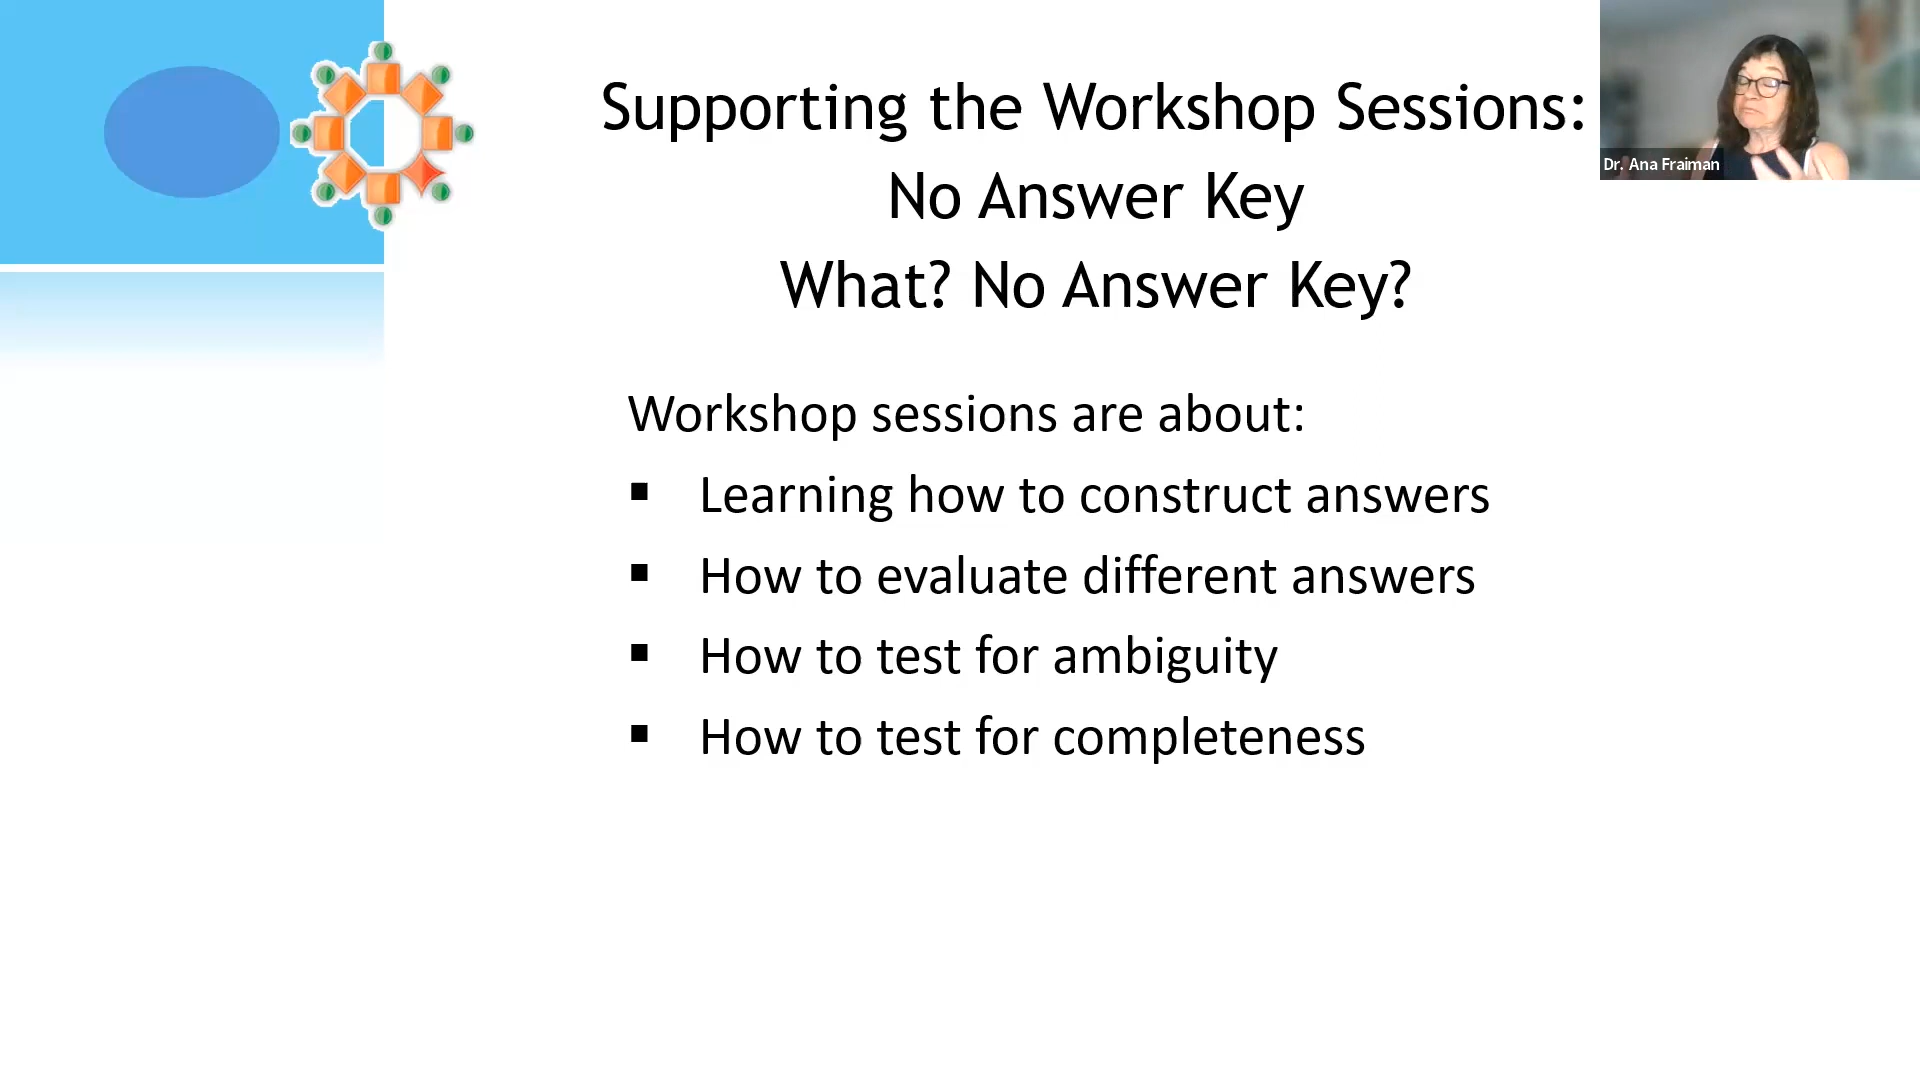 Supporting the Workshop Sessions:
No Answer Key
What? No Answer Key?
Dr. Ana Fraiman
Workshop sessions are about:
▪ Learning how to construct answers
▪ How to evaluate different answers
▪ How to test for ambiguity
▪ How to test for completeness